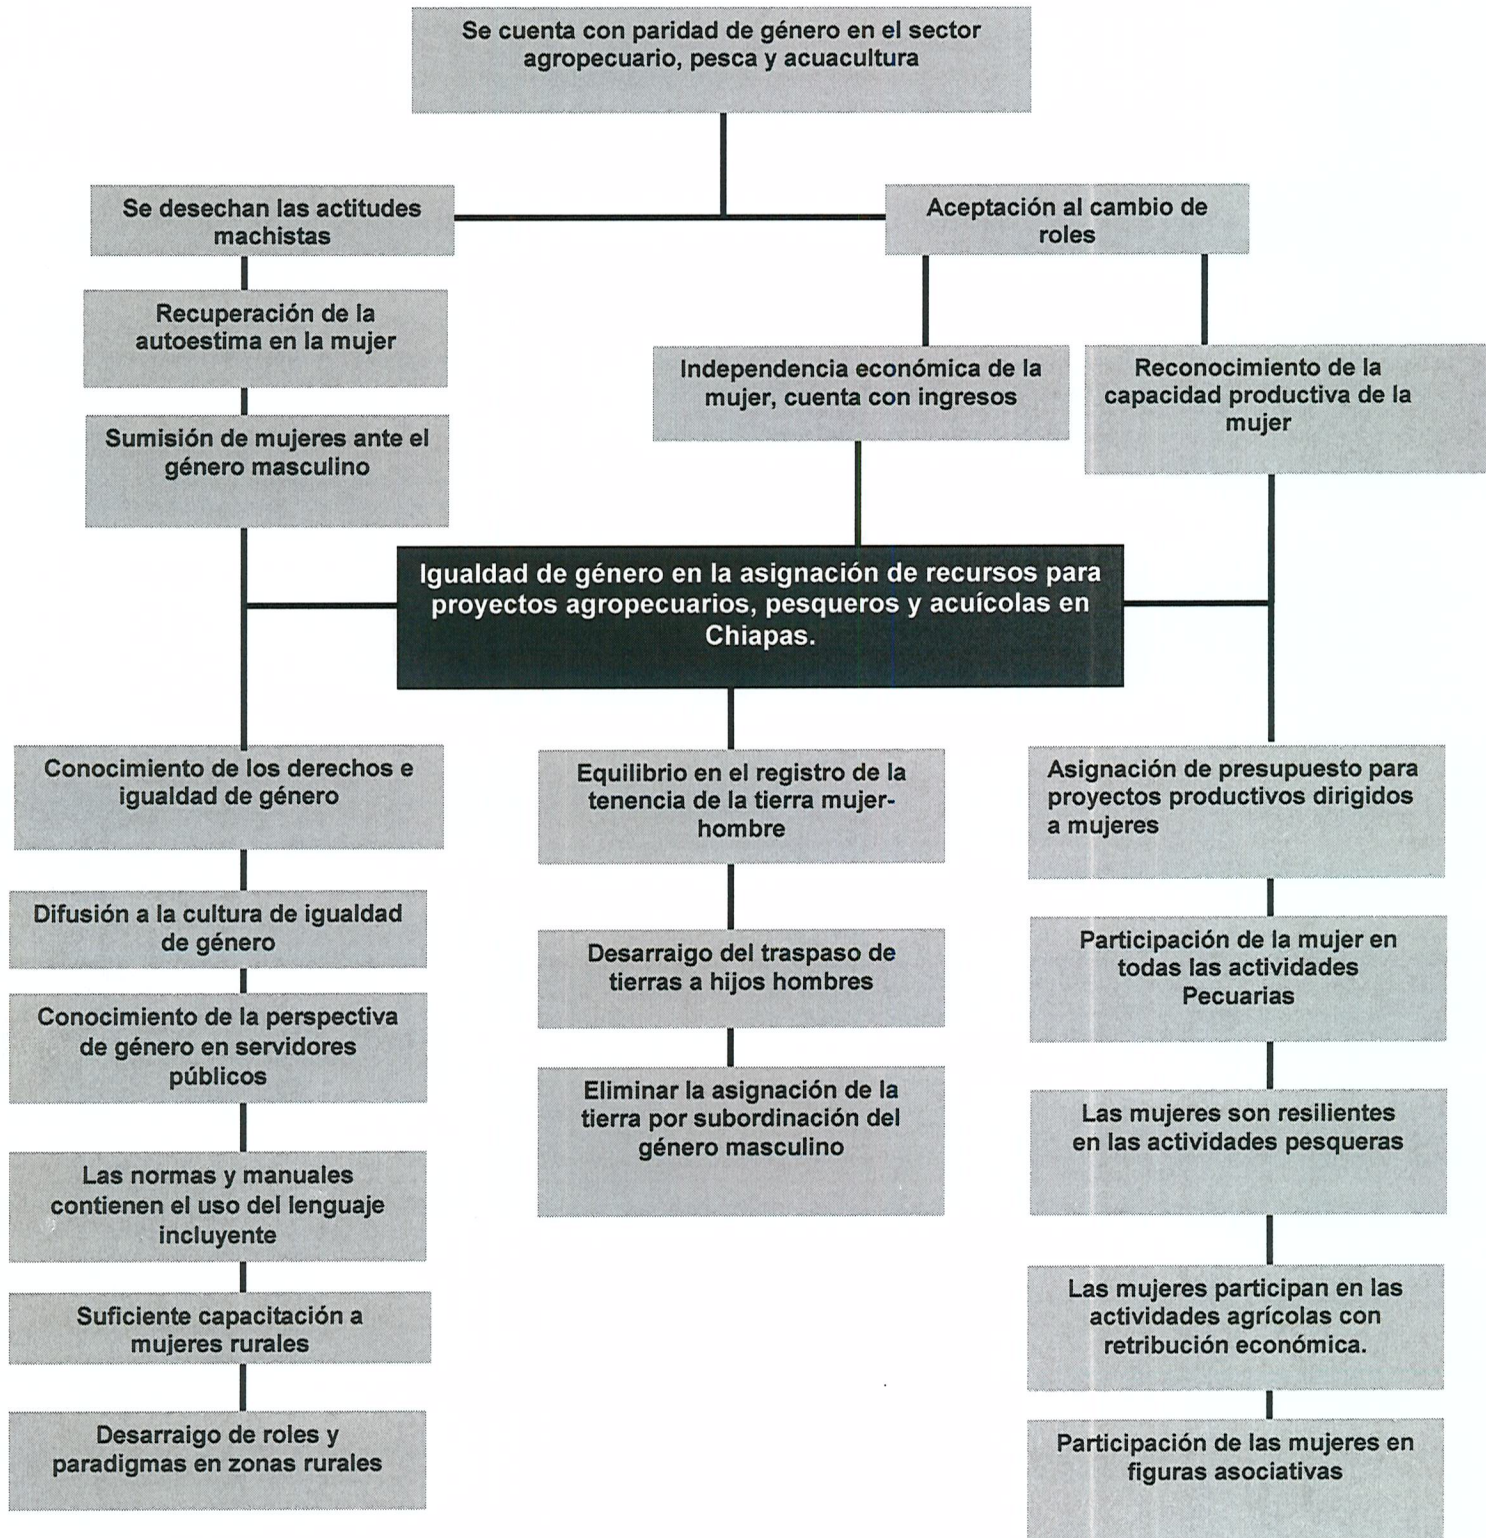 Se cuenta con paridad de género en el sector
agropecuario, pesca y acuacultura
Se desechan las actitudes
machistas
Aceptación al cambio de
roles
Recuperación de la
autoestima en la mujer
Independencia económica de la
mujer, cuenta con ingresos
Reconocimiento de la
capacidad productiva de la
mujer
Sumisión de mujeres ante el
género masculino
Igualdad de género en la asignación de recursos para
proyectos agropecuarios, pesqueros y acuícolas en
Chiapas.
Conocimiento de los derechos e
igualdad de género
Difusión a la cultura de igualdad
de género
Conocimiento de la perspectiva
de género en servidores
públicos
Las normas y manuales
contienen el uso del lenguaje
incluyente
Suficiente capacitación a
mujeres rurales
Desarraigo de roles y
paradigmas en zonas rurales
Equilibrio en el registro de la
tenencia de la tierra mujer-
hombre
Desarraigo del traspaso de
tierras a hijos hombres
Eliminar la asignación de la
tierra por subordinación del
género masculino
Asignación de presupuesto para
proyectos productivos dirigidos
a mujeres
Participación de la mujer en
todas las actividades
Pecuarias
Las mujeres son resilientes
en las actividades pesqueras
Las mujeres participan en las
actividades agrícolas con
retribución económica.
Participación de las mujeres en
figuras asociativas